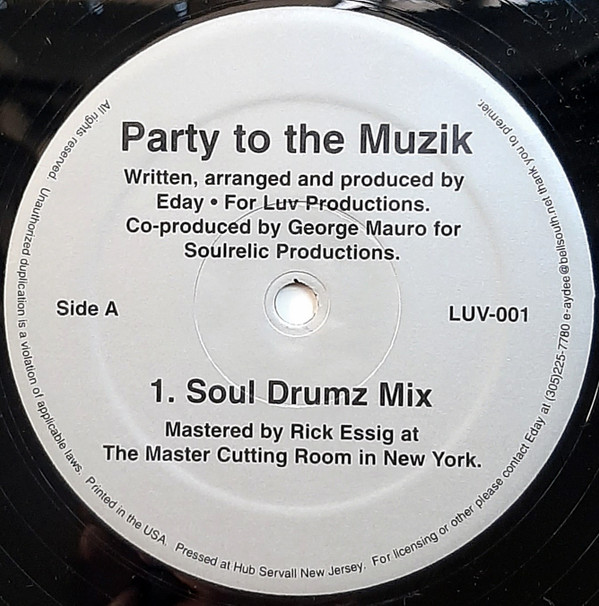 Party to the Muzik
Written, arranged and produced by
Eday • For Luv Productions.
Co-produced by George Mauro for
Soulrelic Productions.
Side A
LUV-001
1. Soul Drumz Mix
Mastered by Rick Essig at
The Master Cutting Room in New York.
All rights reserved. Unauthorized duplication is a violation of applicable laws. Printed in the USA. Pressed at Hub Servall New Jersey. For licensing or other please contact Eday at (305)225-7780 e-aydee@bellsouth.net thank you to premier.